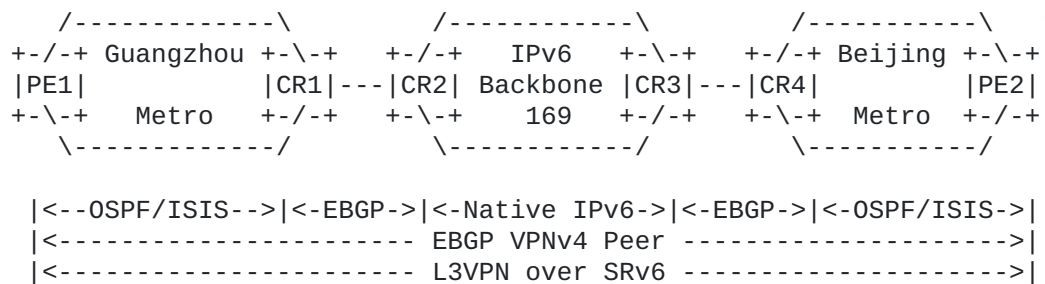 /-------------\          /------------\          /-----------\
+-/-+ Guangzhou +-\-+   +-/-+   IPv6   +-\-+   +-/-+ Beijing +-\-+
|PE1|           |CR1|---|CR2| Backbone |CR3|---|CR4|         |PE2|
+-\-+   Metro   +-/-+   +-\-+   169    +-/-+   +-\-+  Metro  +-/-+
   \-------------/          \------------/          \-----------/
|<--OSPF/ISIS-->|<-EBGP->|<-Native IPv6->|<-EBGP->|<-OSPF/ISIS->|
|<----------------------- EBGP VPNv4 Peer --------------------->|
|<----------------------- L3VPN over SRv6 --------------------->|